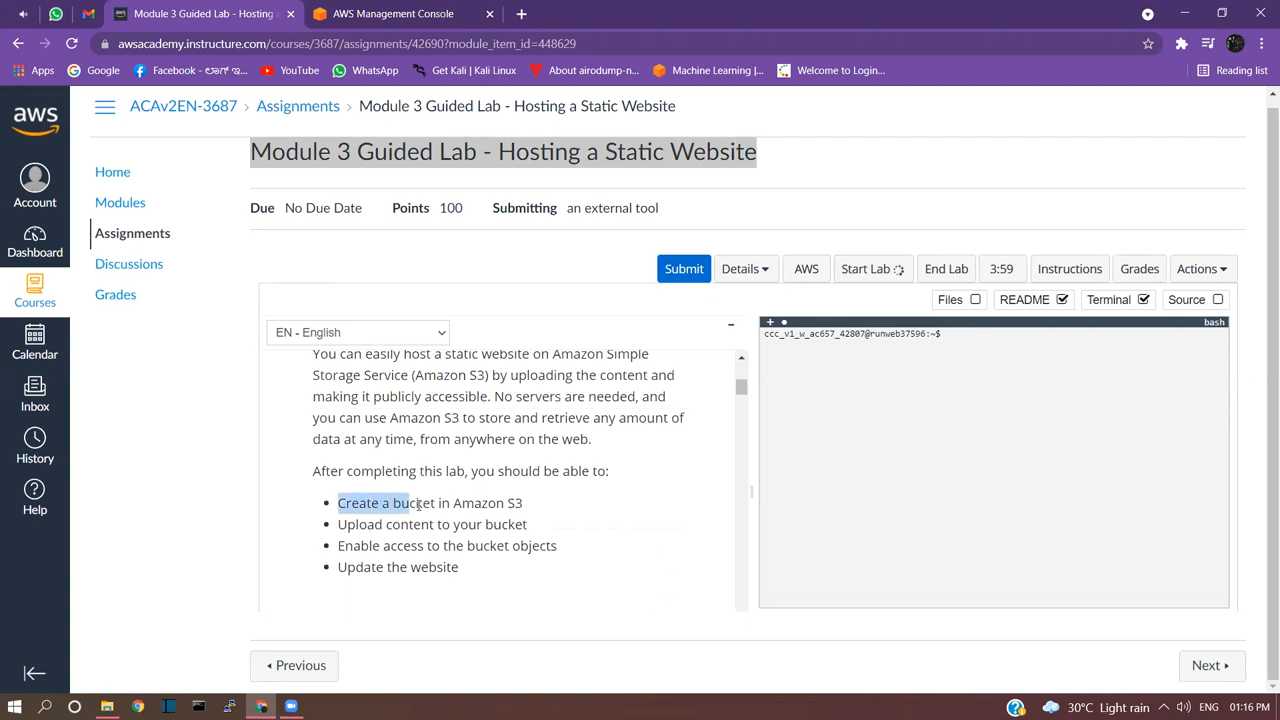 Module 3 Guided Lab - Hosting a
AWS Management Console
awsacademy.instructure.com/courses/3687/assignments/42690?module_item_id=448629
Apps
Google
Facebook - ಲಾಗ್ ಇ...
YouTube
WhatsApp
Get Kali | Kali Linux
About airodump-n...
Machine Learning |...
Welcome to Login...
Reading list
aws
Account
Dashboard
Courses
Calendar
Inbox
History
Help
ACAv2EN-3687 › Assignments › Module 3 Guided Lab - Hosting a Static Website
Home
Modules
Assignments
Discussions
Grades
Module 3 Guided Lab - Hosting a Static Website
Due No Due Date Points 100 Submitting an external tool
Submit Details AWS Start Lab End Lab 3:59 Instructions Grades Actions
Files README Terminal Source
EN - English
You can easily host a static website on Amazon Simple
Storage Service (Amazon S3) by uploading the content and
making it publicly accessible. No servers are needed, and
you can use Amazon S3 to store and retrieve any amount of
data at any time, from anywhere on the web.
After completing this lab, you should be able to:
• Create a bucket in Amazon S3
• Upload content to your bucket
• Enable access to the bucket objects
• Update the website
bash
ccc_v1_w_ac657_42807@runweb37596:~$
Previous
Next
30°C Light rain ENG 01:16 PM